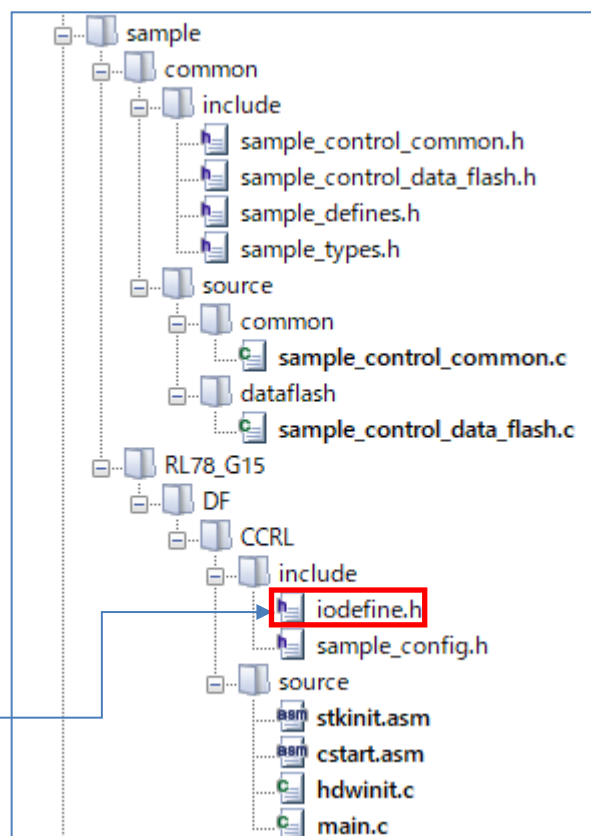 sample
common
include
sample_control_common.h
sample_control_data_flash.h
sample_defines.h
sample_types.h
source
common
sample_control_common.c
dataflash
sample_control_data_flash.c
RL78_G15
DF
CCRL
include
iodefine.h
sample_config.h
source
stkinit.asm
cstart.asm
hdwinit.c
main.c